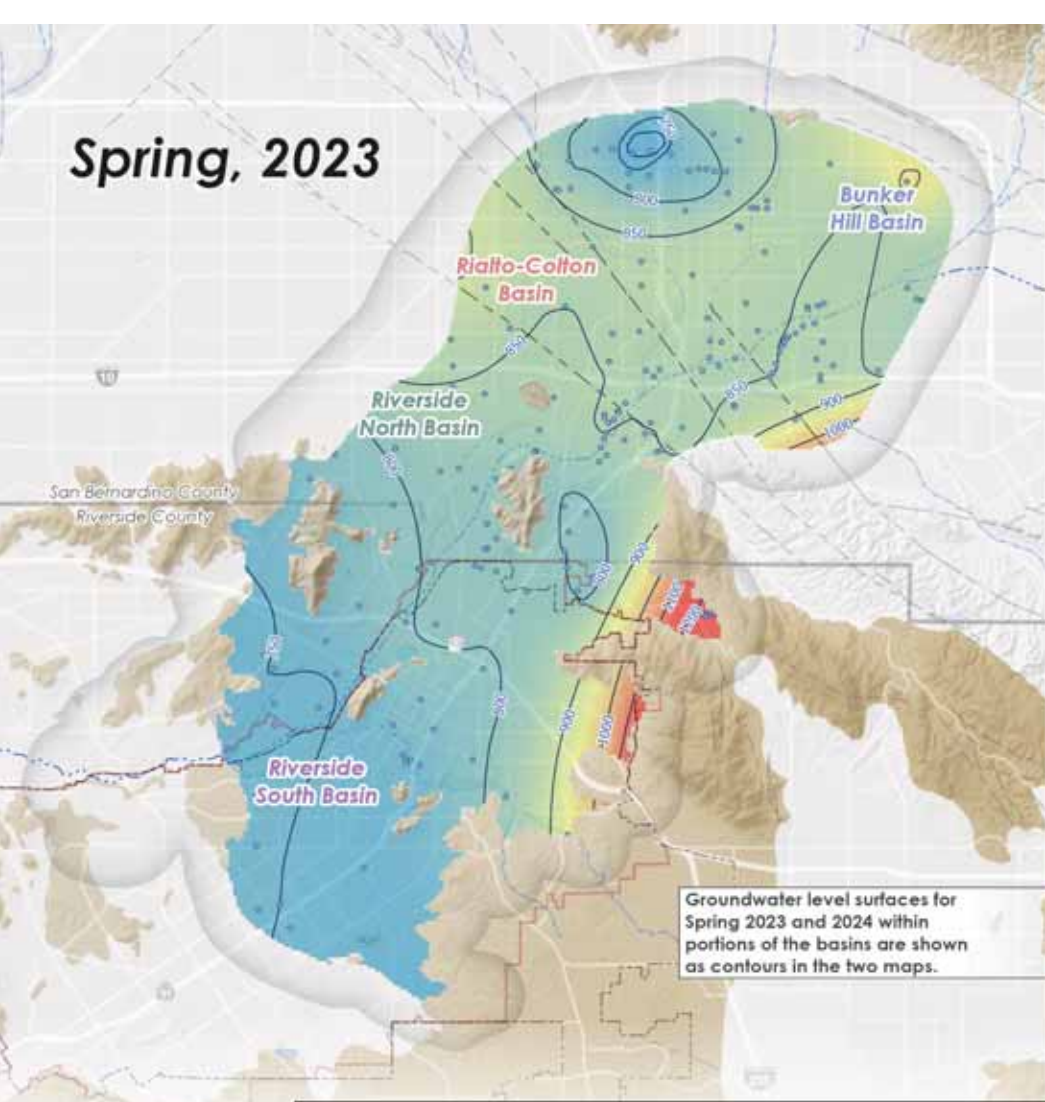 Spring, 2023
Bunker
Hill Basin
800
850
Rialto-Colton
Basin
850
10
850
900
1000
Riverside
North Basin
San Bernardino County
Riverside County
900
900
1000
Riverside
South Basin
Groundwater level surfaces for
Spring 2023 and 2024 within
portions of the basins are shown
as contours in the two maps.